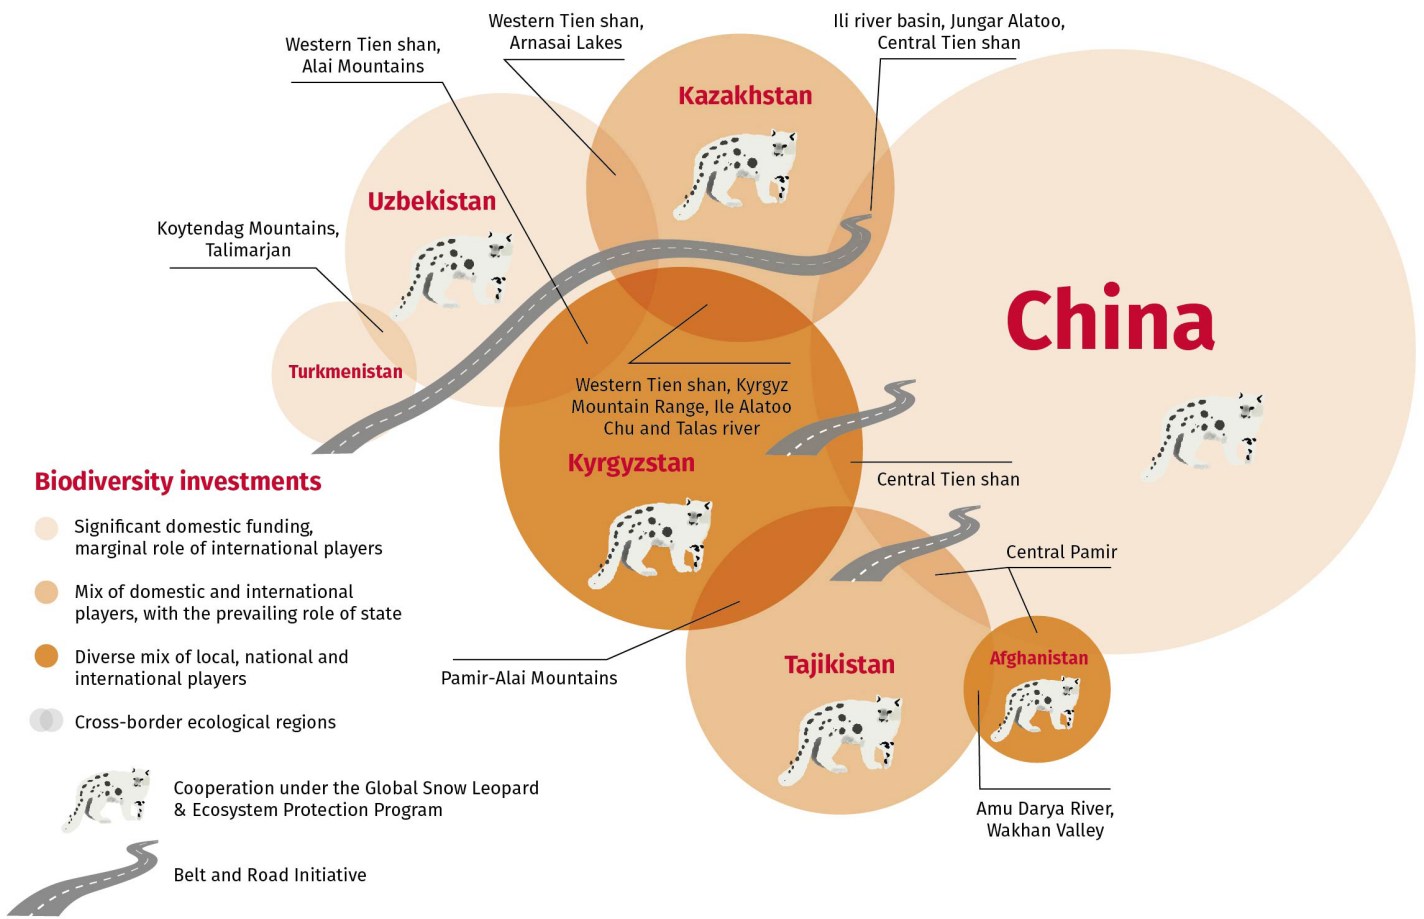 Western Tien shan,
Arnasai Lakes
Ili river basin, Jungar Alatoo,
Central Tien shan
Western Tien shan,
Alai Mountains
Kazakhstan
Uzbekistan
Koytendag Mountains,
Talimarjan
China
Turkmenistan
Western Tien shan, Kyrgyz
Mountain Range, Ile Alatoo
Chu and Talas river
Kyrgyzstan
Central Tien shan
Central Pamir
Tajikistan
Afghanistan
Pamir-Alai Mountains
Amu Darya River,
Wakhan Valley
Biodiversity investments
Significant domestic funding,
marginal role of international players
Mix of domestic and international
players, with the prevailing role of state
Diverse mix of local, national and
international players
Cross-border ecological regions
Cooperation under the Global Snow Leopard
& Ecosystem Protection Program
Belt and Road Initiative